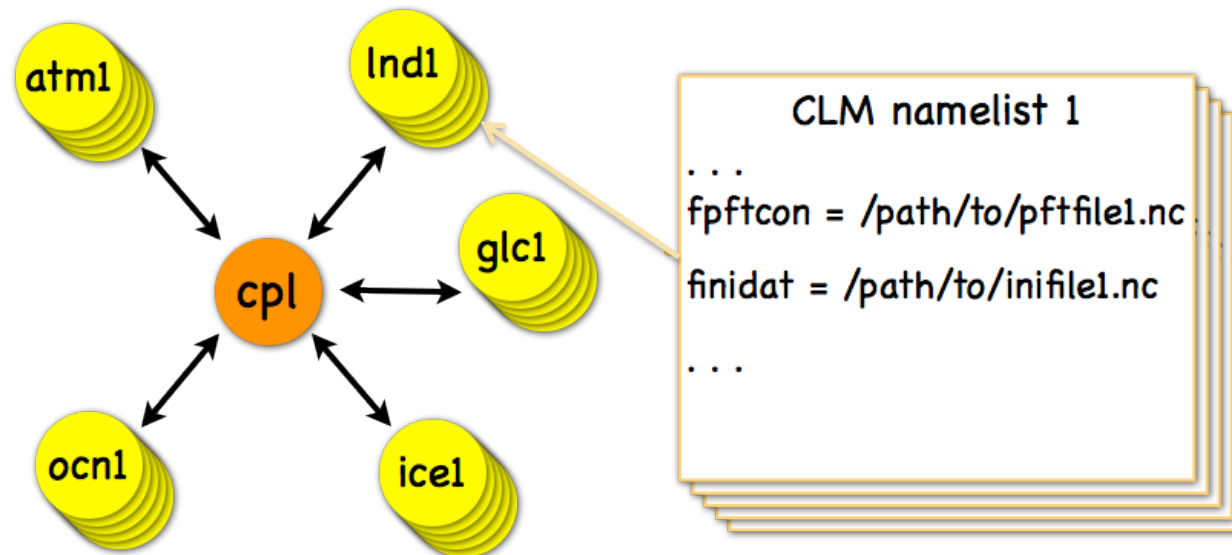 atm1
lnd1
glc1
cpl
ocn1
ice1
CLM namelist 1
. . .
fpftcon = /path/to/pftfile1.nc
finidat = /path/to/inifile1.nc
. . .